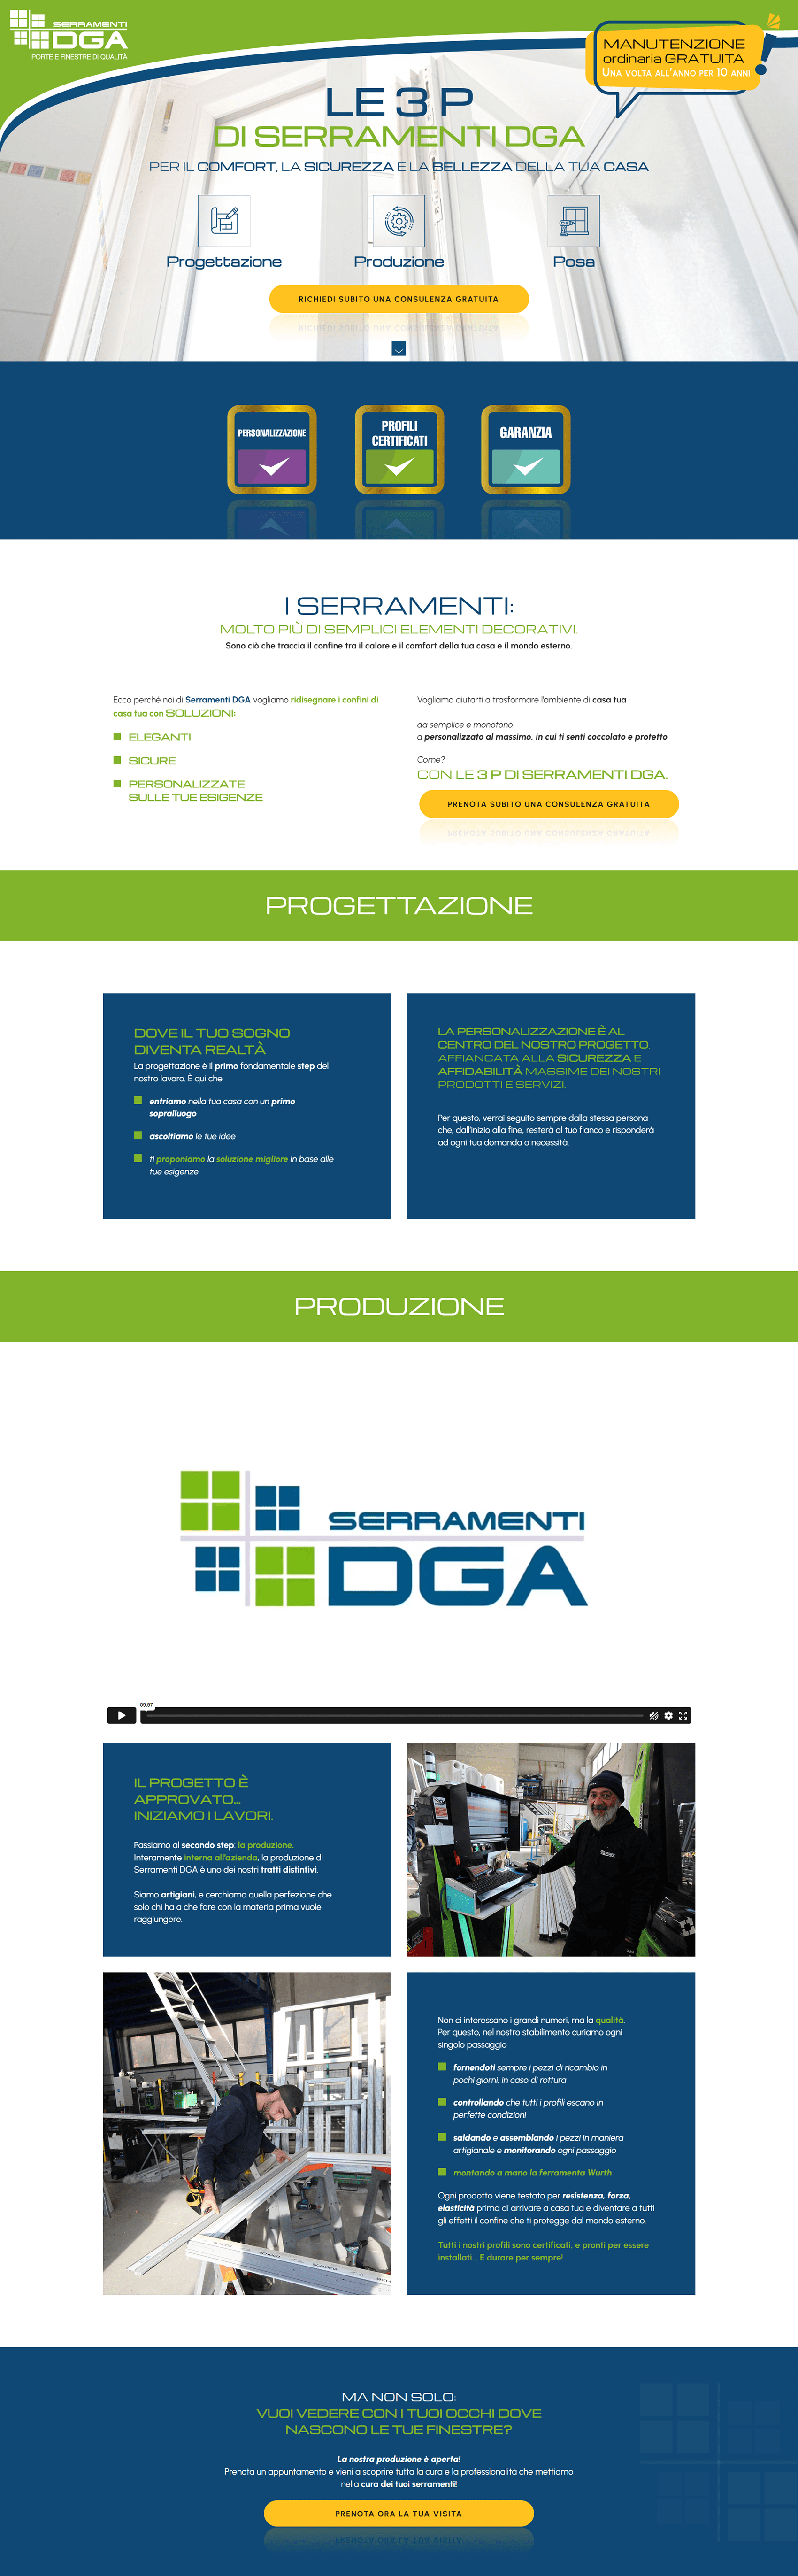 SERRAMENTI
DGA
PORTE E FINESTRE DI QUALITÀ
MANUTENZIONE
ordinaria GRATUITA
UNA VOLTA ALL'ANNO PER 10 ANNI
LE 3 P
DI SERRAMENTI DGA
PER IL COMFORT, LA SICUREZZA E LA BELLEZZA DELLA TUA CASA
Progettazione
Produzione
Posa
RICHIEDI SUBITO UNA CONSULENZA GRATUITA
PERSONALIZZAZIONE
PROFILI
CERTIFICATI
GARANZIA
I SERRAMENTI:
MOLTO PIÙ DI SEMPLICI ELEMENTI DECORATIVI.
Sono ciò che traccia il confine tra il calore e il comfort della tua casa e il mondo esterno.
Ecco perché noi di Serramenti DGA vogliamo ridisegnare i confini di
casa tua con SOLUZIONI:
ELEGANTI
SICURE
PERSONALIZZATE
SULLE TUE ESIGENZE
Vogliamo aiutarti a trasformare l'ambiente di casa tua
da semplice e monotono
a personalizzato al massimo, in cui ti senti coccolato e protetto
Come?
CON LE 3 P DI SERRAMENTI DGA.
PRENOTA SUBITO UNA CONSULENZA GRATUITA
PROGETTAZIONE
DOVE IL TUO SOGNO
DIVENTA REALTÀ
La progettazione è il primo fondamentale step del
nostro lavoro. È qui che
entriamo nella tua casa con un primo
sopralluogo
ascoltiamo le tue idee
ti proponiamo la soluzione migliore in base alle
tue esigenze
LA PERSONALIZZAZIONE È AL
CENTRO DEL NOSTRO PROGETTO,
AFFIANCATA ALLA SICUREZZA E
AFFIDABILITÀ MASSIME DEI NOSTRI
PRODOTTI E SERVIZI.
Per questo, verrai seguito sempre dalla stessa persona
che, dall'inizio alla fine, resterà al tuo fianco e risponderà
ad ogni tua domanda o necessità.
PRODUZIONE
SERRAMENTI
DGA
09:57
IL PROGETTO È
APPROVATO...
INIZIAMO I LAVORI.
Passiamo al secondo step: la produzione.
Interamente interna all'azienda, la produzione di
Serramenti DGA è uno dei nostri tratti distintivi.
Siamo artigiani, e cerchiamo quella perfezione che
solo chi ha a che fare con la materia prima vuole
raggiungere.
Non ci interessano i grandi numeri, ma la qualità.
Per questo, nel nostro stabilimento curiamo ogni
singolo passaggio
fornendoti sempre i pezzi di ricambio in
pochi giorni, in caso di rottura
controllando che tutti i profili escano in
perfette condizioni
saldando e assemblando i pezzi in maniera
artigianale e monitorando ogni passaggio
montando a mano la ferramenta Wurth
Ogni prodotto viene testato per resistenza, forza,
elasticità prima di arrivare a casa tua e diventare a tutti
gli effetti il confine che ti protegge dal mondo esterno.
Tutti i nostri profili sono certificati, e pronti per essere
installati... E durare per sempre!
MA NON SOLO:
VUOI VEDERE CON I TUOI OCCHI DOVE
NASCONO LE TUE FINESTRE?
La nostra produzione è aperta!
Prenota un appuntamento e vieni a scoprire tutta la cura e la professionalità che mettiamo
nella cura dei tuoi serramenti!
PRENOTA ORA LA TUA VISITA